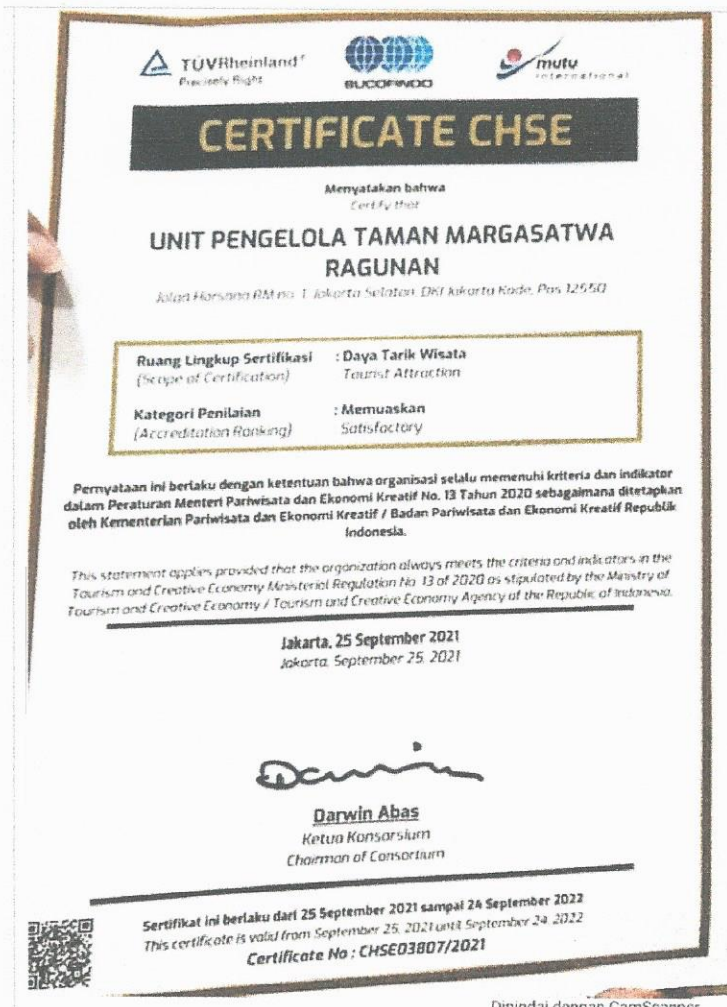 TÜVRheinland®
Precisely Right.
SUCOFINDO
mutu
international
CERTIFICATE CHSE
Menyatakan bahwa
Certify that
UNIT PENGELOLA TAMAN MARGASATWA
RAGUNAN
Jalan Harsono RM no. 1, Jakarta Selatan, DKI Jakarta Kode, Pos 12550
Ruang Lingkup Sertifikasi : Daya Tarik Wisata
(Scope of Certification) Tourist Attraction
Kategori Penilaian : Memuaskan
(Accreditation Ranking) Satisfactory
Pernyataan ini berlaku dengan ketentuan bahwa organisasi selalu memenuhi kriteria dan indikator
dalam Peraturan Menteri Pariwisata dan Ekonomi Kreatif No. 13 Tahun 2020 sebagaimana ditetapkan
oleh Kementerian Pariwisata dan Ekonomi Kreatif / Badan Pariwisata dan Ekonomi Kreatif Republik
Indonesia.
This statement applies provided that the organization always meets the criteria and indicators in the
Tourism and Creative Economy Ministerial Regulation No. 13 of 2020 as stipulated by the Ministry of
Tourism and Creative Economy / Tourism and Creative Economy Agency of the Republic of Indonesia.
Jakarta, 25 September 2021
Jakarta, September 25, 2021
Darwin Abas
Ketua Konsorsium
Chairman of Consortium
Sertifikat ini berlaku dari 25 September 2021 sampai 24 September 2022
This certificate is valid from September 25, 2021 until September 24, 2022
Certificate No : CHSE03807/2021
Dipindai dengan CamScanner